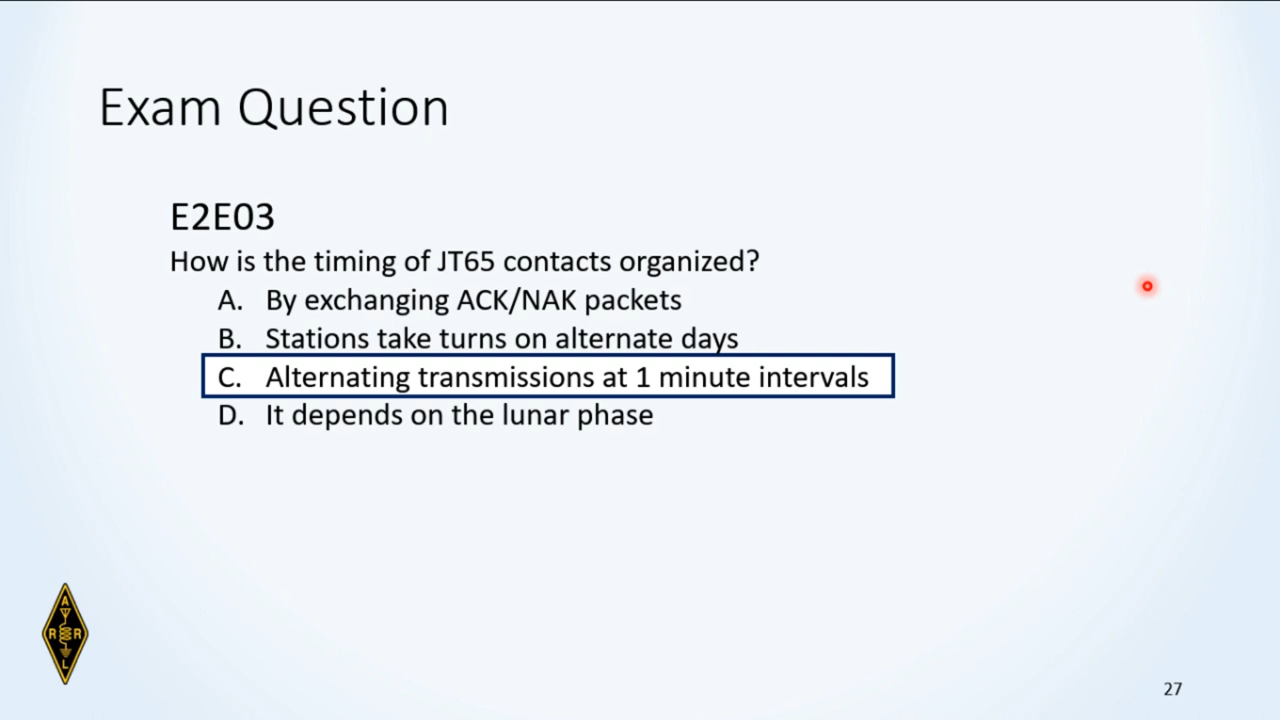 Exam Question
E2E03
How is the timing of JT65 contacts organized?
A. By exchanging ACK/NAK packets
B. Stations take turns on alternate days
C. Alternating transmissions at 1 minute intervals
D. It depends on the lunar phase
A
R R
L
27